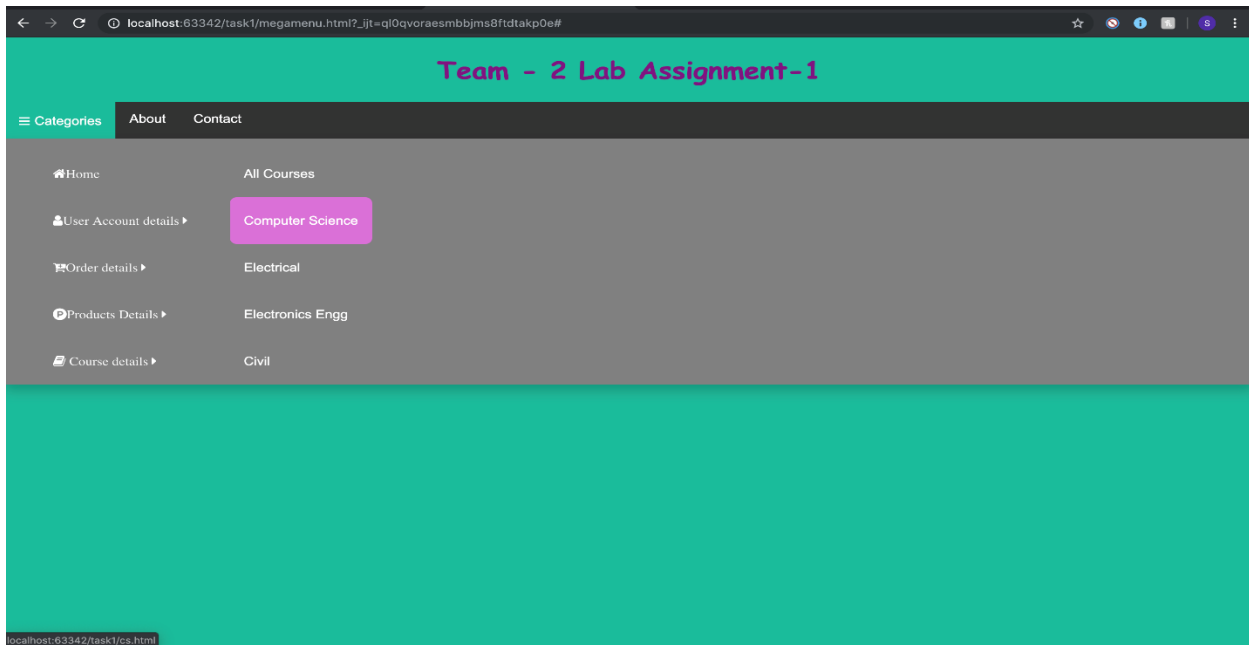 localhost:63342/task1/megamenu.html?_ijt=ql0qvoraesmbbjms8ftdtakp0e#
S
Team - 2 Lab Assignment-1
Categories About Contact
Home All Courses
User Account details Computer Science
Order details Electrical
Products Details Electronics Engg
Course details Civil
localhost:63342/task1/cs.html